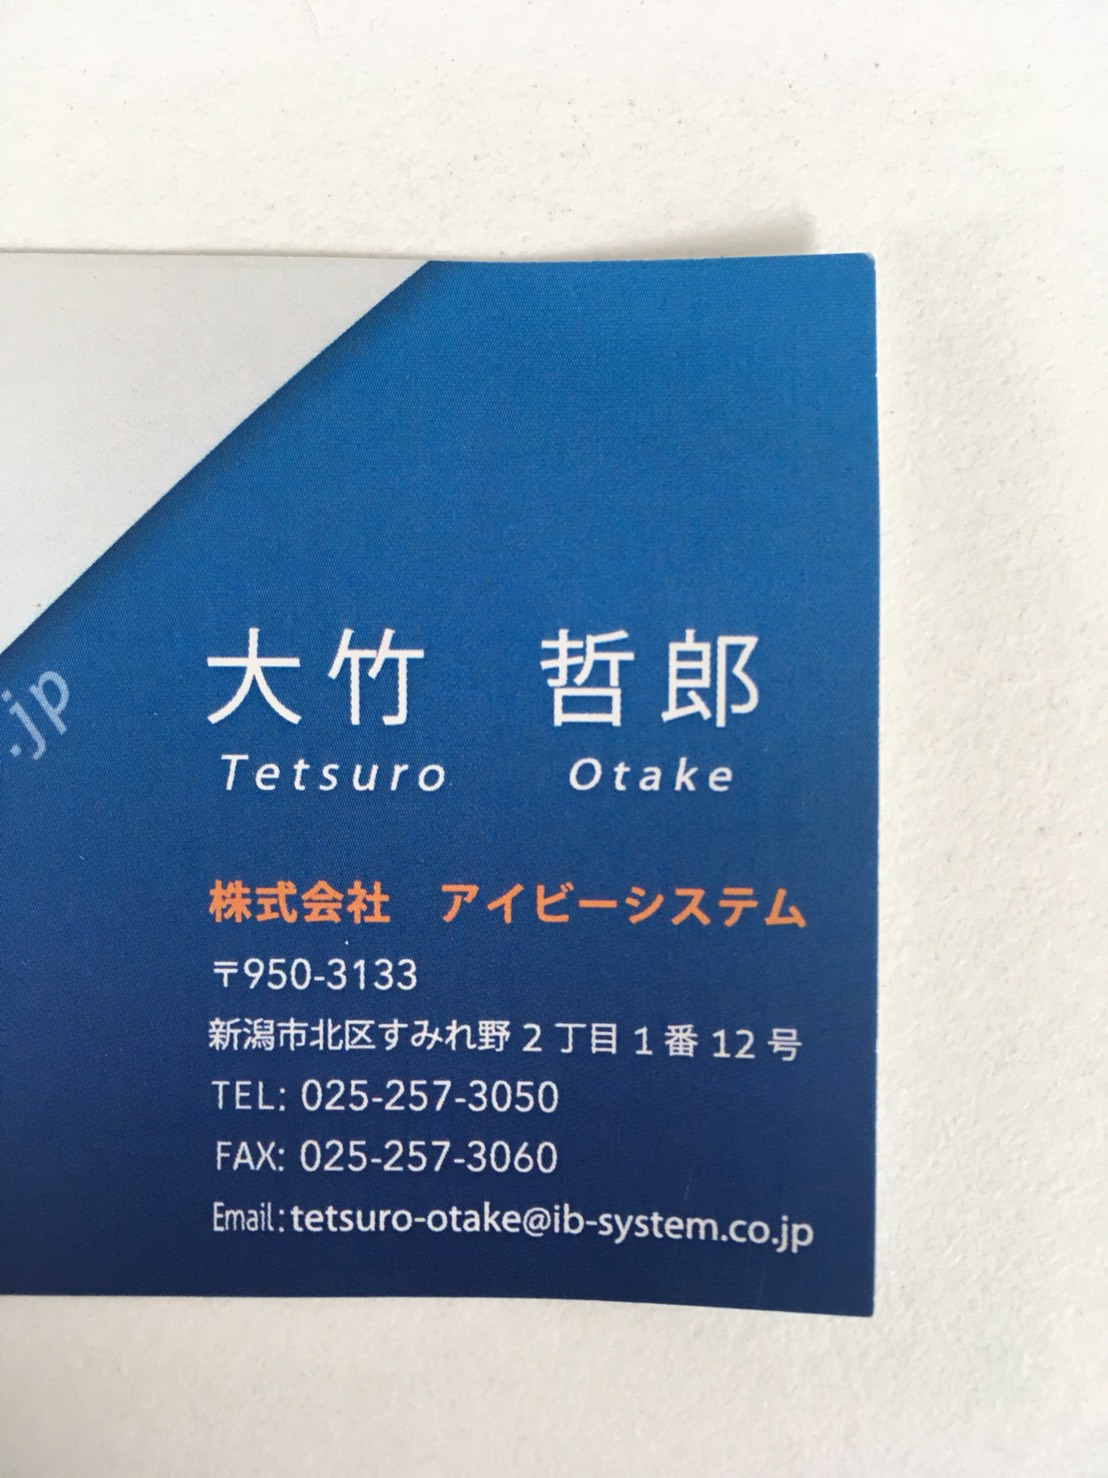 .jp
大竹　哲郎
Tetsuro Otake
株式会社　アイビーシステム
〒950-3133
新潟市北区すみれ野 2 丁目 1 番 12 号
TEL: 025-257-3050
FAX: 025-257-3060
Email: tetsuro-otake@ib-system.co.jp